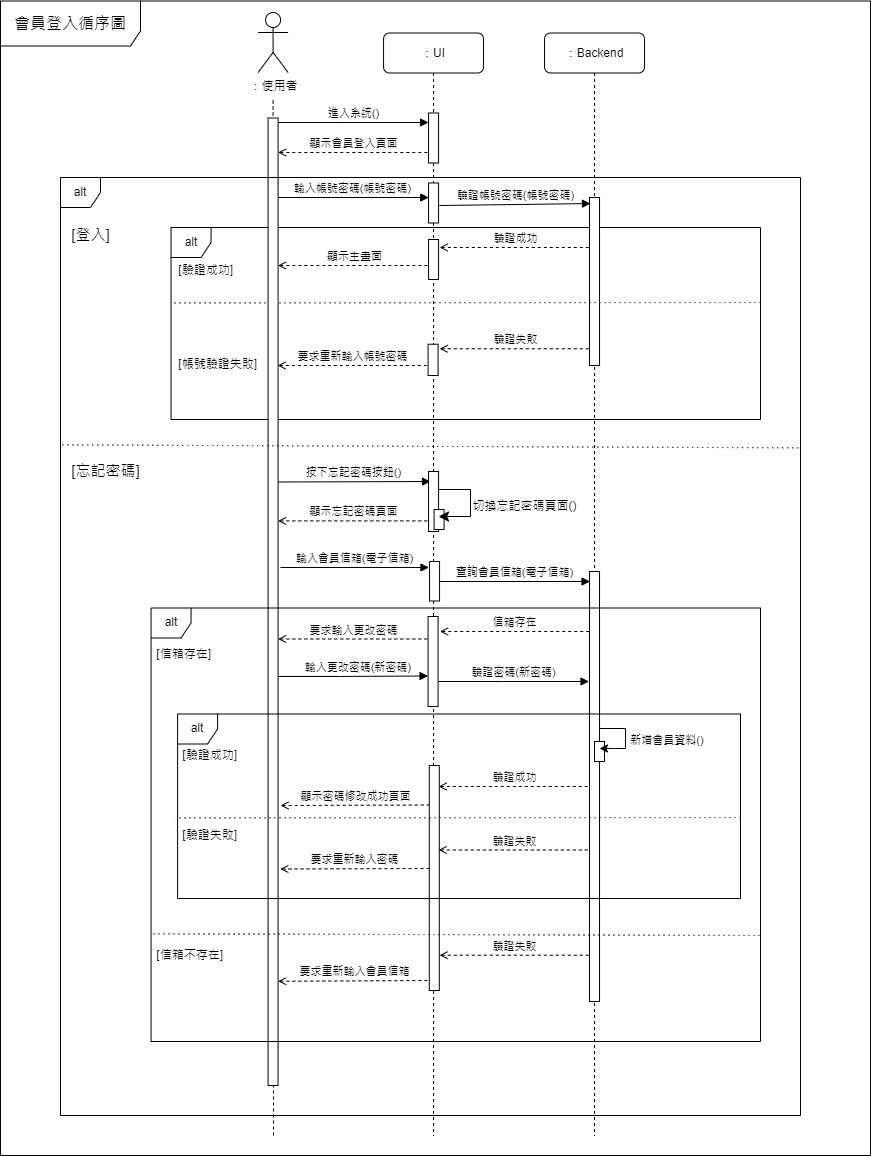 會員登入循序圖
: 使用者
: UI
: Backend
進入系統()
顯示會員登入頁面
alt
輸入帳號密碼(帳號密碼)
驗證帳號密碼(帳號密碼)
[登入]
alt
驗證成功
顯示主畫面
[驗證成功]
驗證失敗
要求重新輸入帳號密碼
[帳號驗證失敗]
[忘記密碼]
按下忘記密碼按鈕()
切換忘記密碼頁面()
顯示忘記密碼頁面
輸入會員信箱(電子信箱)
查詢會員信箱(電子信箱)
alt
信箱存在
要求輸入更改密碼
[信箱存在]
輸入更改密碼(新密碼)
驗證密碼(新密碼)
alt
新增會員資料()
[驗證成功]
驗證成功
顯示密碼修改成功頁面
[驗證失敗]
驗證失敗
要求重新輸入密碼
驗證失敗
[信箱不存在]
要求重新輸入會員信箱